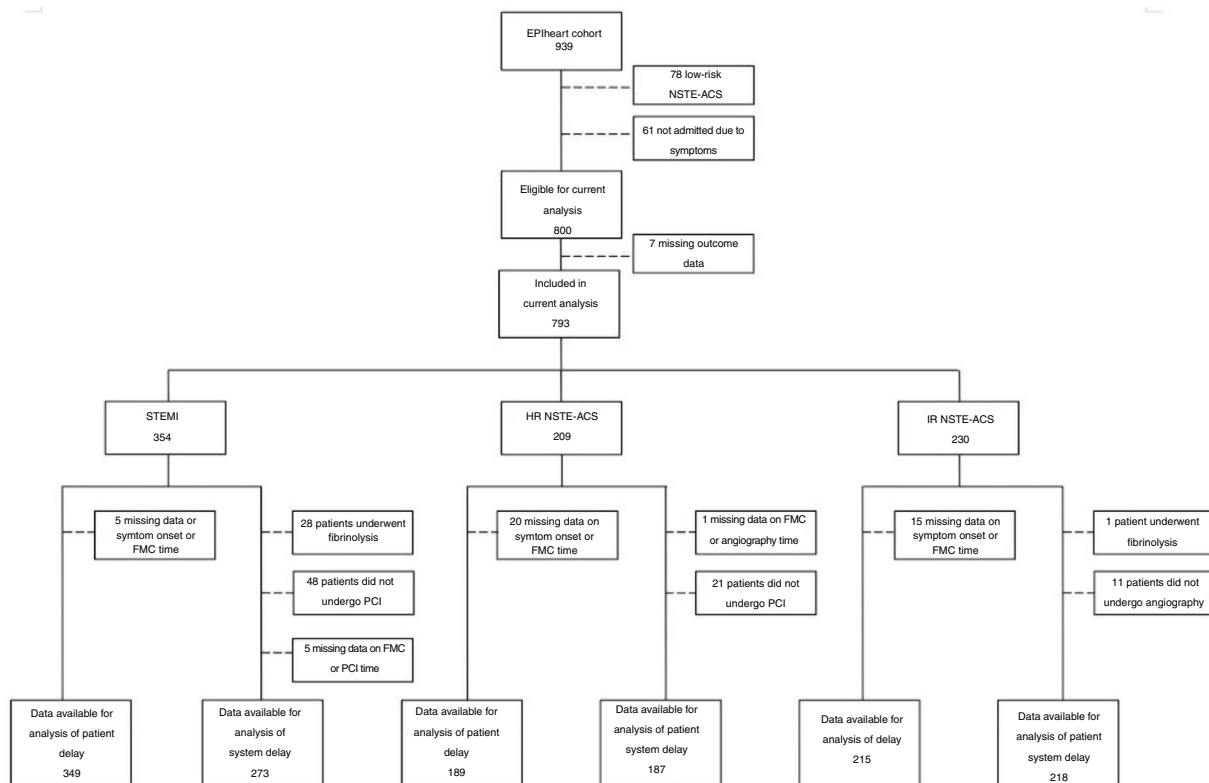 EPIheart cohort
939
78 low-risk
NSTE-ACS
61 not admitted due to
symptoms
Eligible for current
analysis
800
7 missing outcome
data
Included in
current analysis
793
STEMI
354
HR NSTE-ACS
209
IR NSTE-ACS
230
5 missing data or
symtom onset or
FMC time
28 patients underwent
fibrinolysis
48 patients did not
undergo PCI
5 missing data on FMC
or PCI time
20 missing data on
symtom onset or
FMC time
1 missing data on FMC
or angiography time
21 patients did not
undergo PCI
15 missing data on
symptom onset or
FMC time
1 patient underwent
fibrinolysis
11 patients did not
undergo angiography
Data available for
analysis of patient
delay
349
Data available for
analysis of
system delay
273
Data available for
analysis of patient
delay
189
Data available for
analysis of patient
system delay
187
Data available for
analysis of delay
215
Data available for
analysis of patient
system delay
218